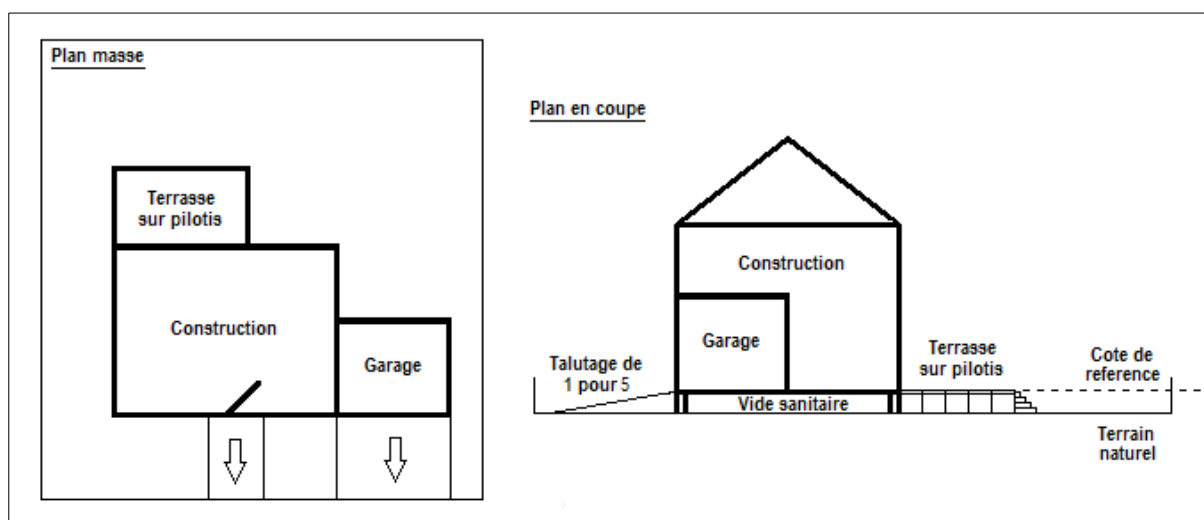 Plan masse
Terrasse
sur pilotis
Construction
Garage
Plan en coupe
Construction
Garage
Talutage de
1 pour 5
Vide sanitaire
Terrasse
sur pilotis
Cote de
reference
Terrain
naturel